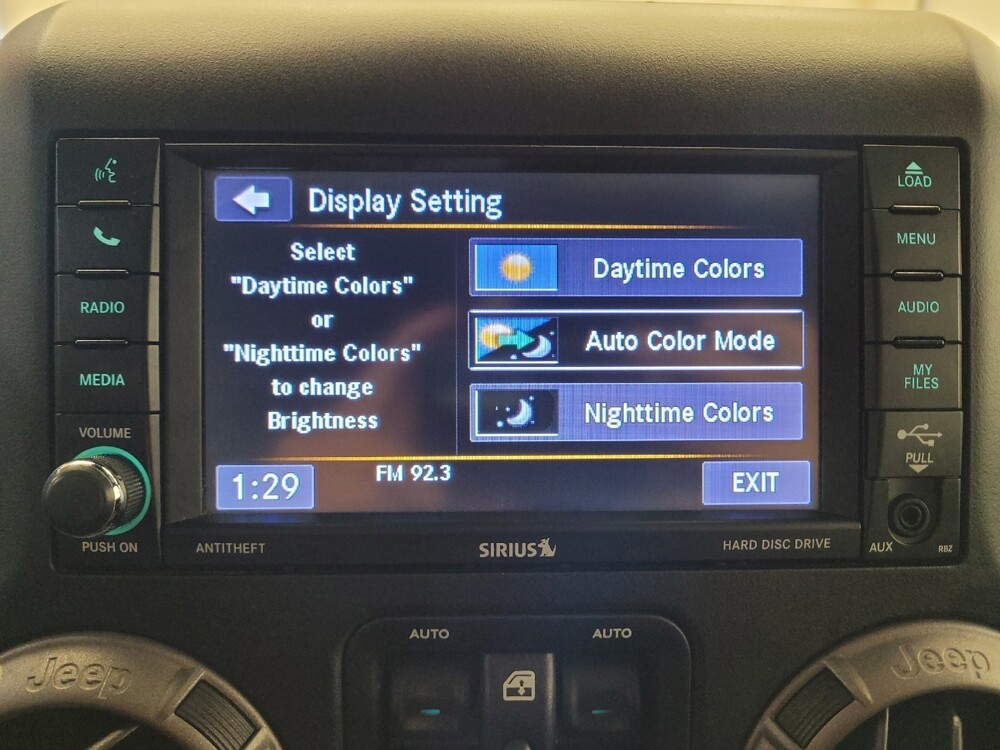 LOAD
Display Setting
MENU
Select
"Daytime Colors"
or
"Nighttime Colors"
to change
Brightness
Daytime Colors
Auto Color Mode
Nighttime Colors
RADIO
AUDIO
MEDIA
MY
FILES
VOLUME
PULL
1:29
FM 92.3
EXIT
PUSH ON
ANTITHEFT
SIRIUS
HARD DISC DRIVE
AUX
RBZ
AUTO
AUTO
Jeep
Jeep